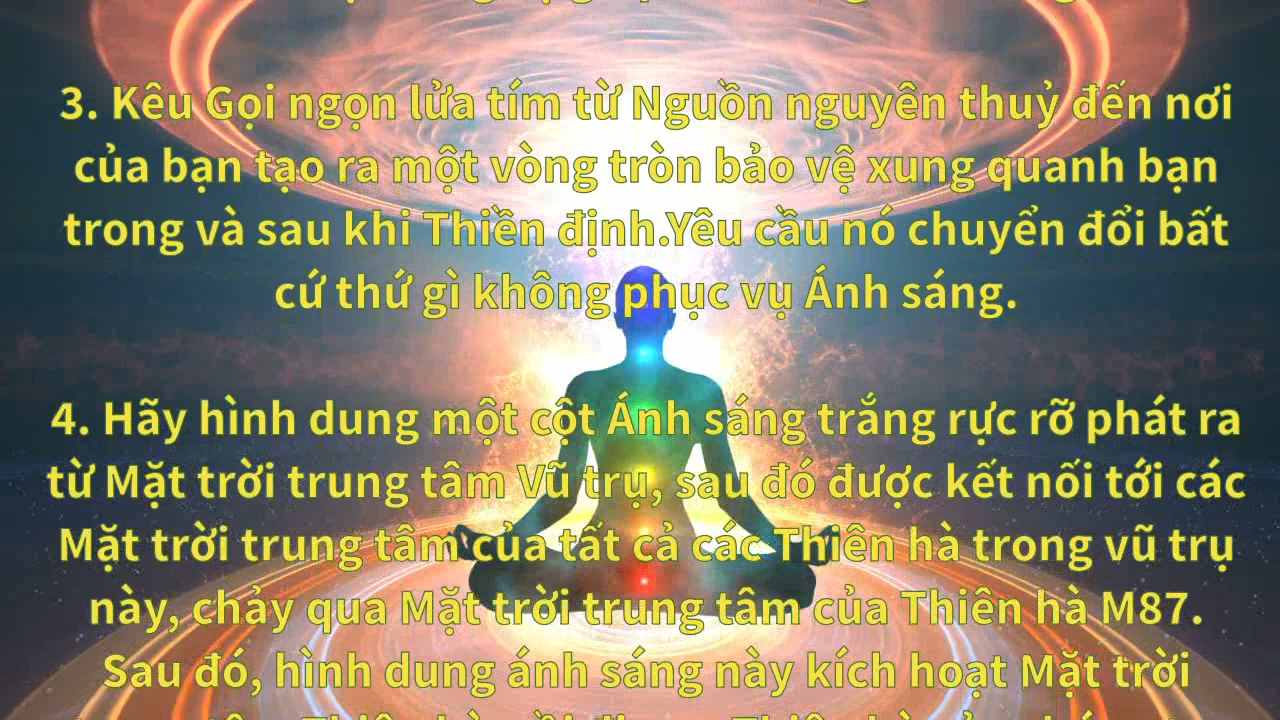 3. Kêu Gọi ngọn lửa tím từ Nguồn nguyên thuỷ đến nơi
của bạn tạo ra một vòng tròn bảo vệ xung quanh bạn
trong và sau khi Thiền định.Yêu cầu nó chuyển đổi bất
cứ thứ gì không phục vụ Ánh sáng.
4. Hãy hình dung một cột Ánh sáng trắng rực rỡ phát ra
từ Mặt trời trung tâm Vũ trụ, sau đó được kết nối tới các
Mặt trời trung tâm của tất cả các Thiên hà trong vũ trụ
này, chảy qua Mặt trời trung tâm của Thiên hà M87.
Sau đó, hình dung ánh sáng này kích hoạt Mặt trời